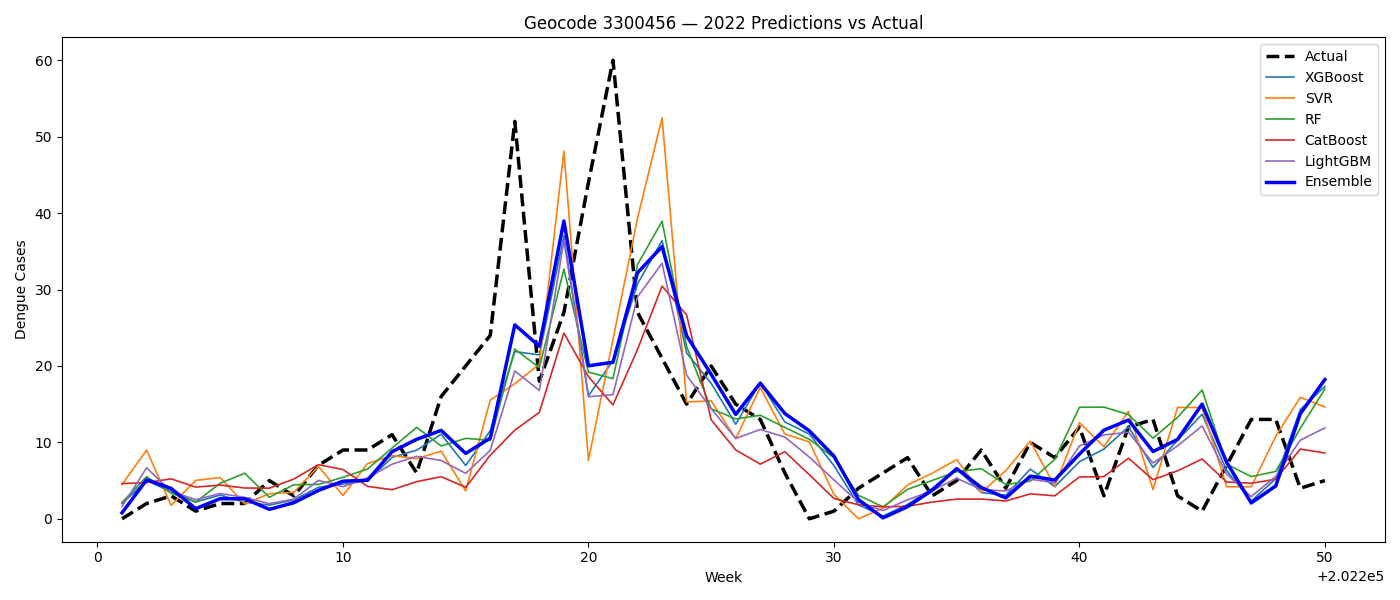 Geocode 3300456 — 2022 Predictions vs Actual
60
50
40
30
20
10
0
Dengue Cases
Actual
XGBoost
SVR
RF
CatBoost
LightGBM
Ensemble
0 10 20 30 40 50
+2.022e5
Week